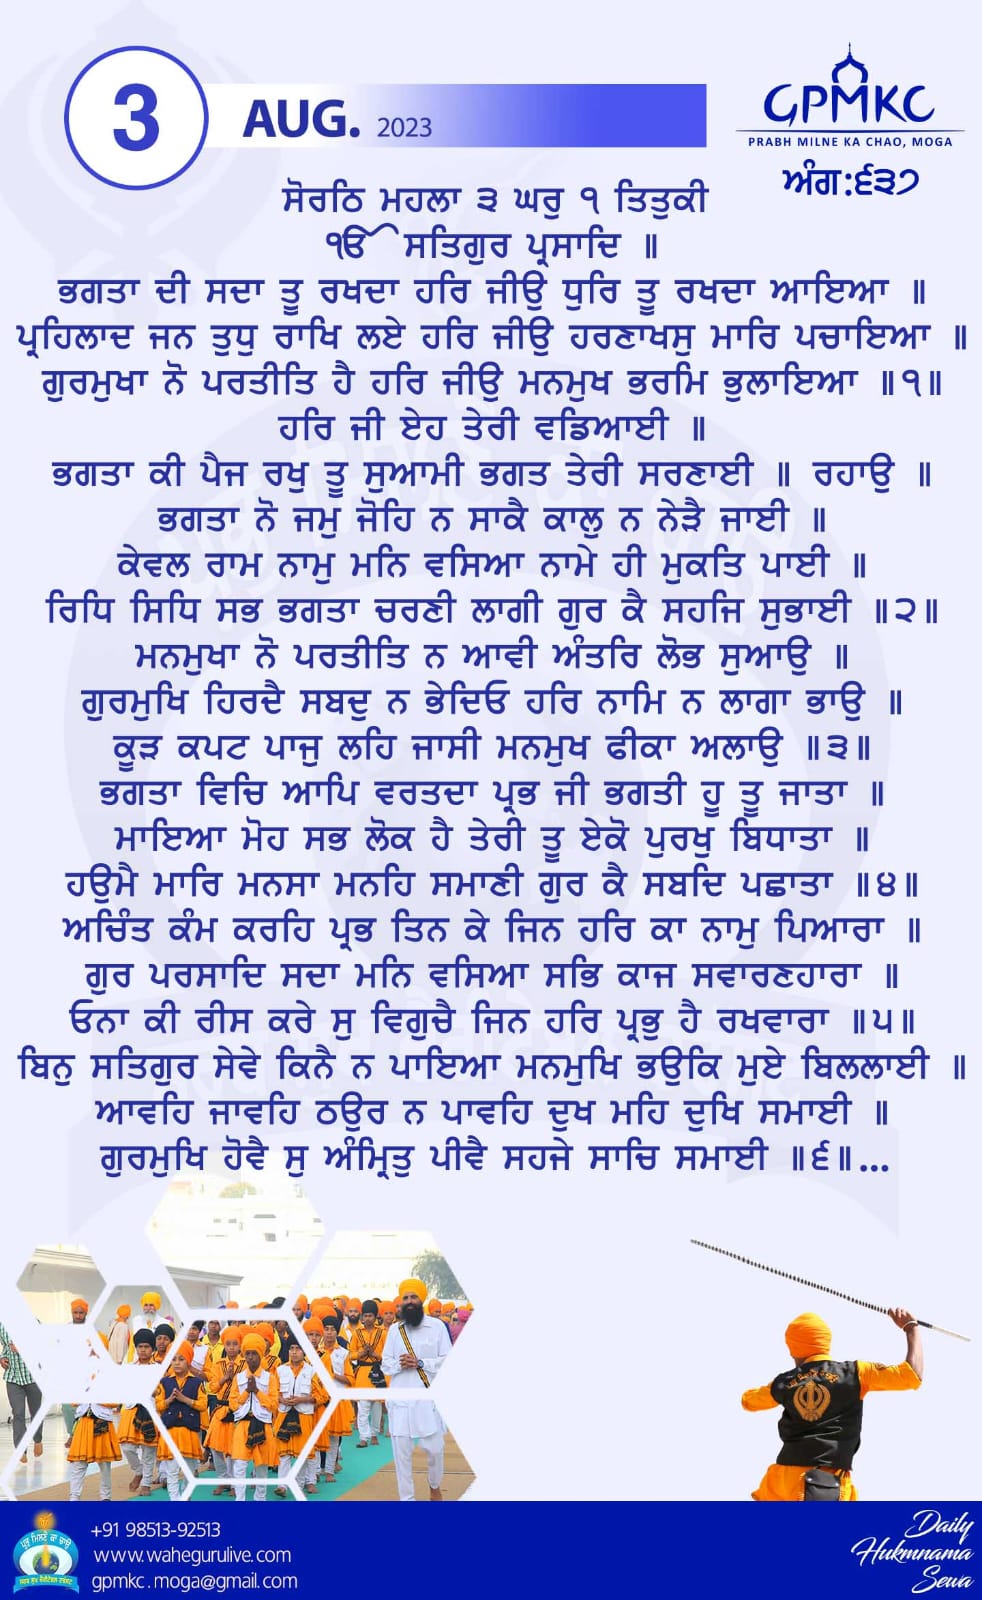 3
AUG. 2023
GPMKC
PRABH MILNE KA CHAO, MOGA
ਅੰਗ:੬੩੭
ਸੋਰਠਿ ਮਹਲਾ ੩ ਘਰੁ ੧ ਤਿਤੁਕੀ
ੴ ਸਤਿਗੁਰ ਪ੍ਰਸਾਦਿ ॥
ਭਗਤਾ ਦੀ ਸਦਾ ਤੂ ਰਖਦਾ ਹਰਿ ਜੀਉ ਧੁਰਿ ਤੂ ਰਖਦਾ ਆਇਆ ॥
ਪ੍ਰਹਿਲਾਦ ਜਨ ਤੁਧੁ ਰਾਖਿ ਲਏ ਹਰਿ ਜੀਉ ਹਰਣਾਖਸੁ ਮਾਰਿ ਪਚਾਇਆ ॥
ਗੁਰਮੁਖਾ ਨੋ ਪਰਤੀਤਿ ਹੈ ਹਰਿ ਜੀਉ ਮਨਮੁਖ ਭਰਮਿ ਭੁਲਾਇਆ ॥੧॥
ਹਰਿ ਜੀ ਏਹ ਤੇਰੀ ਵਡਿਆਈ ॥
ਭਗਤਾ ਕੀ ਪੈਜ ਰਖੁ ਤੂ ਸੁਆਮੀ ਭਗਤ ਤੇਰੀ ਸਰਣਾਈ ॥ ਰਹਾਉ ॥
ਭਗਤਾ ਨੋ ਜਮੁ ਜੋਹਿ ਨ ਸਾਕੈ ਕਾਲੁ ਨ ਨੇੜੈ ਜਾਈ ॥
ਕੇਵਲ ਰਾਮ ਨਾਮੁ ਮਨਿ ਵਸਿਆ ਨਾਮੇ ਹੀ ਮੁਕਤਿ ਪਾਈ ॥
ਰਿਧਿ ਸਿਧਿ ਸਭ ਭਗਤਾ ਚਰਣੀ ਲਾਗੀ ਗੁਰ ਕੈ ਸਹਜਿ ਸੁਭਾਈ ॥੨॥
ਮਨਮੁਖਾ ਨੋ ਪਰਤੀਤਿ ਨ ਆਵੀ ਅੰਤਰਿ ਲੋਭ ਸੁਆਉ ॥
ਗੁਰਮੁਖਿ ਹਿਰਦੈ ਸਬਦੁ ਨ ਭੇਦਿਓ ਹਰਿ ਨਾਮਿ ਨ ਲਾਗਾ ਭਾਉ ॥
ਕੂੜ ਕਪਟ ਪਾਜੁ ਲਹਿ ਜਾਸੀ ਮਨਮੁਖ ਫੀਕਾ ਅਲਾਉ ॥੩॥
ਭਗਤਾ ਵਿਚਿ ਆਪਿ ਵਰਤਦਾ ਪ੍ਰਭ ਜੀ ਭਗਤੀ ਹੂ ਤੂ ਜਾਤਾ ॥
ਮਾਇਆ ਮੋਹ ਸਭ ਲੋਕ ਹੈ ਤੇਰੀ ਤੂ ਏਕੋ ਪੁਰਖੁ ਬਿਧਾਤਾ ॥
ਹਉਮੈ ਮਾਰਿ ਮਨਸਾ ਮਨਹਿ ਸਮਾਣੀ ਗੁਰ ਕੈ ਸਬਦਿ ਪਛਾਤਾ ॥੪॥
ਅਚਿੰਤ ਕੰਮ ਕਰਹਿ ਪ੍ਰਭ ਤਿਨ ਕੇ ਜਿਨ ਹਰਿ ਕਾ ਨਾਮੁ ਪਿਆਰਾ ॥
ਗੁਰ ਪਰਸਾਦਿ ਸਦਾ ਮਨਿ ਵਸਿਆ ਸਭਿ ਕਾਜ ਸਵਾਰਣਹਾਰਾ ॥
ਓਨਾ ਕੀ ਰੀਸ ਕਰੇ ਸੁ ਵਿਗੁਚੈ ਜਿਨ ਹਰਿ ਪ੍ਰਭੁ ਹੈ ਰਖਵਾਰਾ ॥੫॥
ਬਿਨੁ ਸਤਿਗੁਰ ਸੇਵੇ ਕਿਨੈ ਨ ਪਾਇਆ ਮਨਮੁਖਿ ਭਉਕਿ ਮੁਏ ਬਿਲਲਾਈ ॥
ਆਵਹਿ ਜਾਵਹਿ ਠਉਰ ਨ ਪਾਵਹਿ ਦੁਖ ਮਹਿ ਦੁਖਿ ਸਮਾਈ ॥
ਗੁਰਮੁਖਿ ਹੋਵੈ ਸੁ ਅੰਮ੍ਰਿਤੁ ਪੀਵੈ ਸਹਜੇ ਸਾਚਿ ਸਮਾਈ ॥੬॥...
ਪ੍ਰਭੁ ਮਿਲਣੈ ਕਾ ਚਾਉ
+91 98513-92513
www.wahegurulive.com
gpmkc.moga@gmail.com
Daily
Hukmnama
Sewa